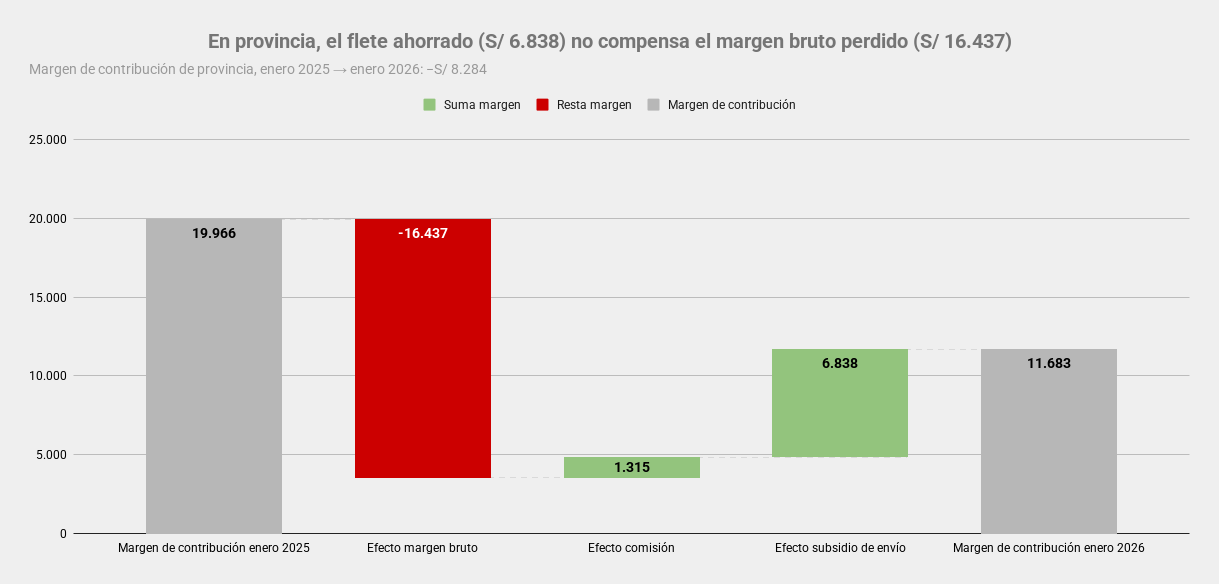 En provincia, el flete ahorrado (S/ 6.838) no compensa el margen bruto perdido (S/ 16.437)
Margen de contribución de provincia, enero 2025 → enero 2026: −S/ 8.284
Suma margen
Resta margen
Margen de contribución
25.000
20.000
15.000
10.000
5.000
0
19.966
-16.437
1.315
6.838
11.683
Margen de contribución enero 2025
Efecto margen bruto
Efecto comisión
Efecto subsidio de envío
Margen de contribución enero 2026